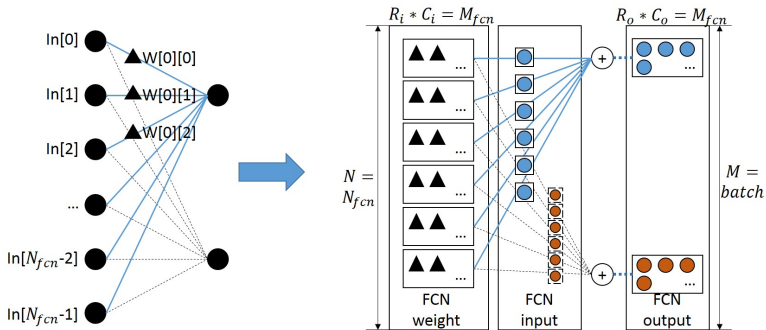 In[0]
W[0][0]
In[1]
W[0][1]
In[2]
W[0][2]
...
In[N_fcn-2]
In[N_fcn-1]
R_i * C_i = M_fcn
R_o * C_o = M_fcn
...
...
...
...
...
...
+
...
+
...
N =
N_fcn
M =
batch
FCN
weight
FCN
input
FCN
output